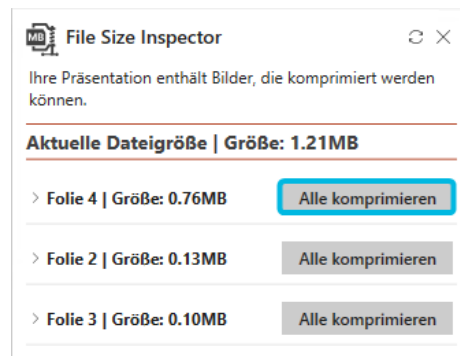 MB File Size Inspector
Ihre Präsentation enthält Bilder, die komprimiert werden
können.
Aktuelle Dateigröße | Größe: 1.21MB
Folie 4 | Größe: 0.76MB Alle komprimieren
Folie 2 | Größe: 0.13MB Alle komprimieren
Folie 3 | Größe: 0.10MB Alle komprimieren